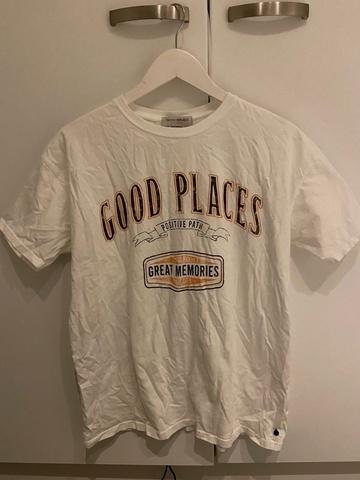 GOOD PLACES
POSITIVE PATH
GREAT MEMORIES